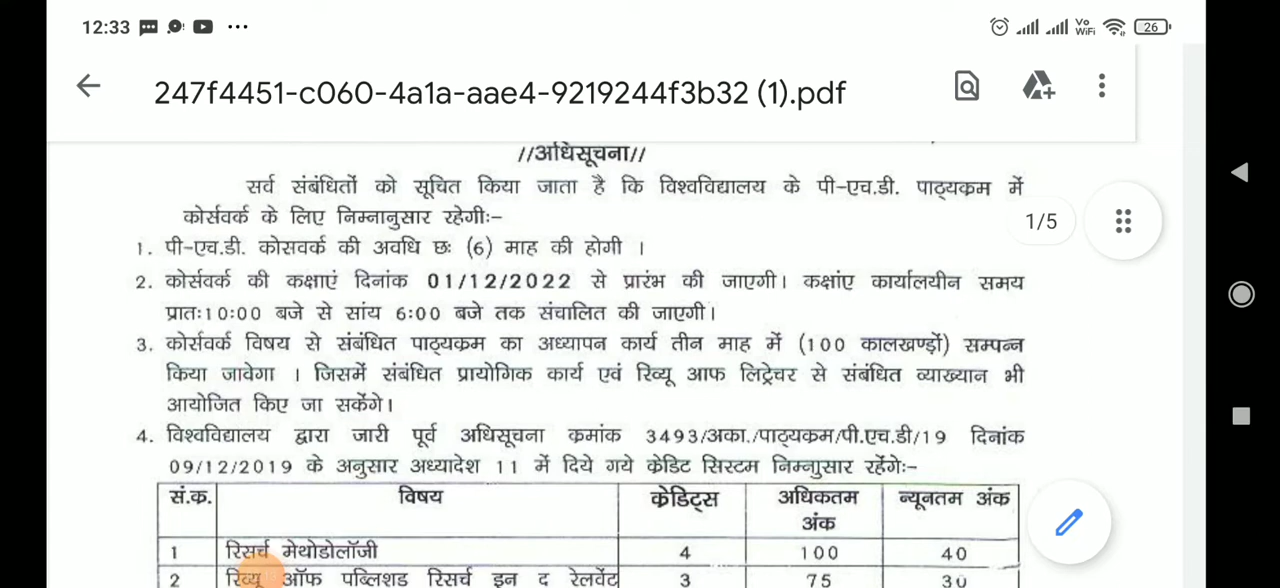 12:33
Vo WiFi
26
247f4451-c060-4a1a-aae4-9219244f3b32 (1).pdf
//अधिसूचना//
सर्व संबंधितों को सूचित किया जाता है कि विश्वविद्यालय के पी-एच.डी. पाठ्यक्रम में
कोर्सवर्क के लिए निम्नानुसार रहेगी:-
1/5
1. पी-एच.डी. कोसवर्क की अवधि छः (6) माह की होगी ।
2. कोर्सवर्क की कक्षाएं दिनांक 01/12/2022 से प्रारंभ की जाएगी। कक्षांए कार्यालयीन समय
प्रातः10:00 बजे से सांय 6:00 बजे तक संचालित की जाएगी।
3. कोर्सवर्क विषय से संबंधित पाठ्यक्रम का अध्यापन कार्य तीन माह में (100 कालखण्ड़ों) सम्पन्न
किया जावेगा । जिसमें संबंधित प्रायोगिक कार्य एवं रिव्यू आफ लिट्रेचर से संबंधित व्याख्यान भी
आयोजित किए जा सकेंगे।
4. विश्वविद्यालय द्वारा जारी पूर्व अधिसूचना क्रमांक 3493/अका./पाठ्यक्रम/पी.एच.डी/19 दिनांक
09/12/2019 के अनुसार अध्यादेश 11 में दिये गये क्रेडिट सिस्टम निम्नाुसार रहेंगे:-
सं.क. विषय क्रेडिट्स अधिकतम अंक न्यूनतम अंक
1 रिसर्च मेथोडोलॉजी 4 100 40
2 रिव्यू ऑफ पब्लिशड रिसर्च इन द रेलवेंट 3 75 30